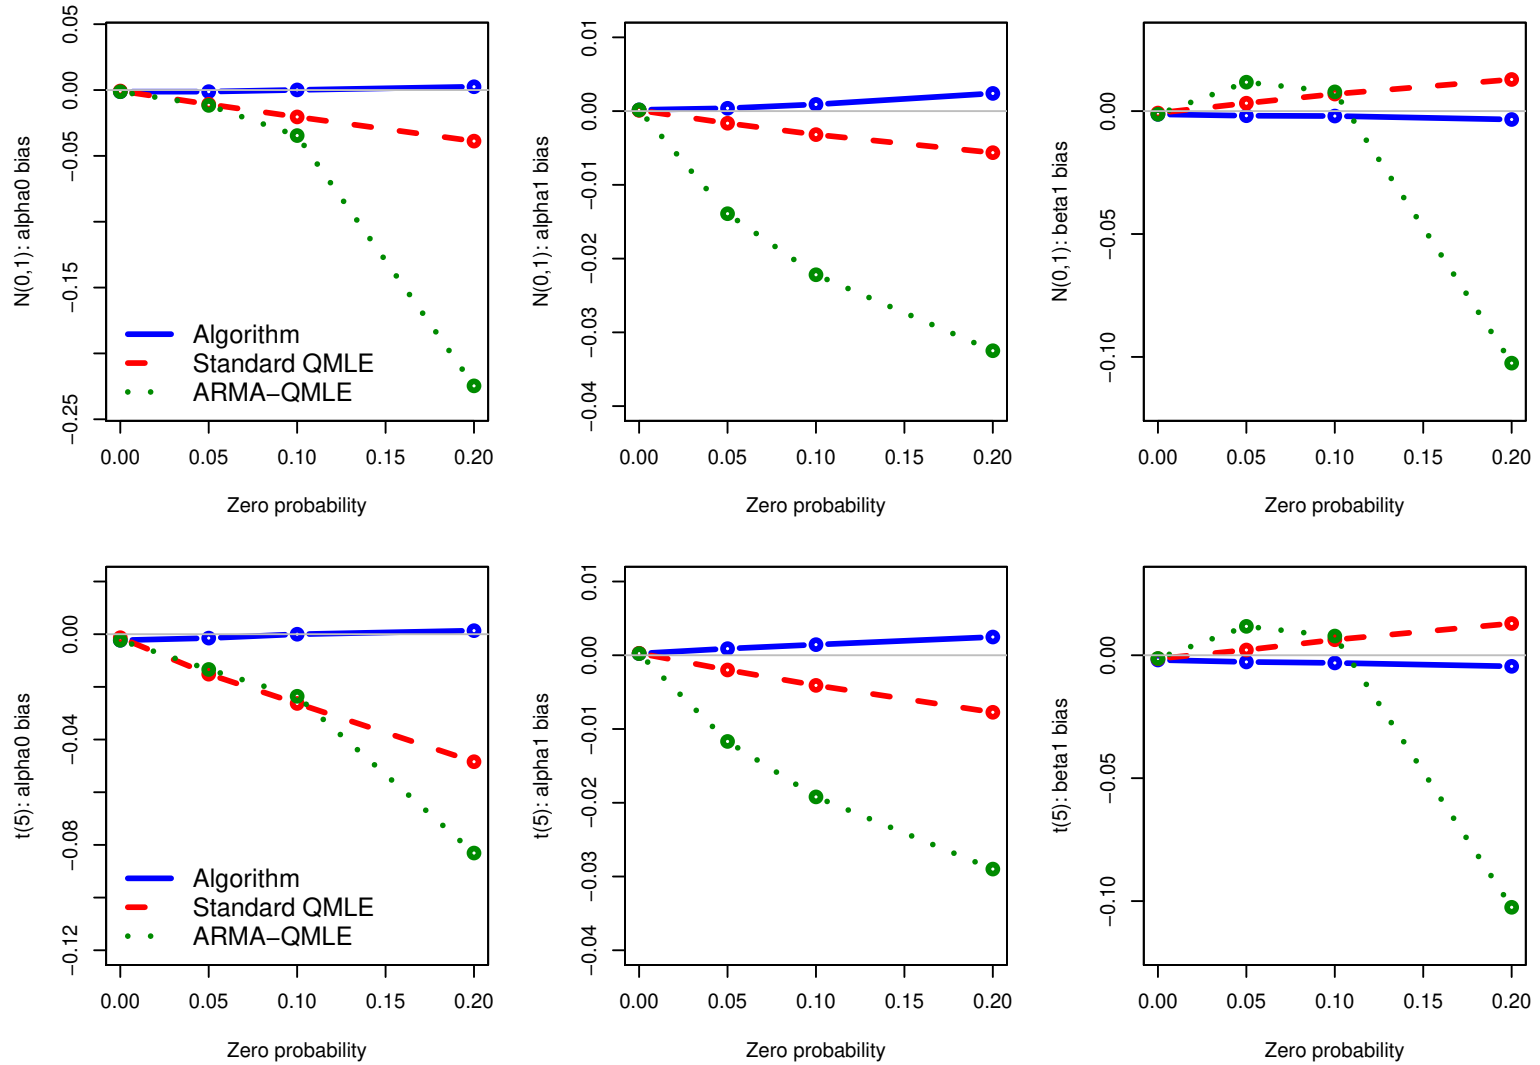 N(0,1): alpha0 bias
0.05
0.00
−0.05
−0.15
−0.25
Algorithm
Standard QMLE
ARMA−QMLE
0.00 0.05 0.10 0.15 0.20
Zero probability
N(0,1): alpha1 bias
0.01
0.00
−0.01
−0.02
−0.03
−0.04
0.00 0.05 0.10 0.15 0.20
Zero probability
N(0,1): beta1 bias
0.00
−0.05
−0.10
0.00 0.05 0.10 0.15 0.20
Zero probability
t(5): alpha0 bias
0.00
−0.04
−0.08
−0.12
Algorithm
Standard QMLE
ARMA−QMLE
0.00 0.05 0.10 0.15 0.20
Zero probability
t(5): alpha1 bias
0.01
0.00
−0.01
−0.02
−0.03
−0.04
0.00 0.05 0.10 0.15 0.20
Zero probability
t(5): beta1 bias
0.00
−0.05
−0.10
0.00 0.05 0.10 0.15 0.20
Zero probability